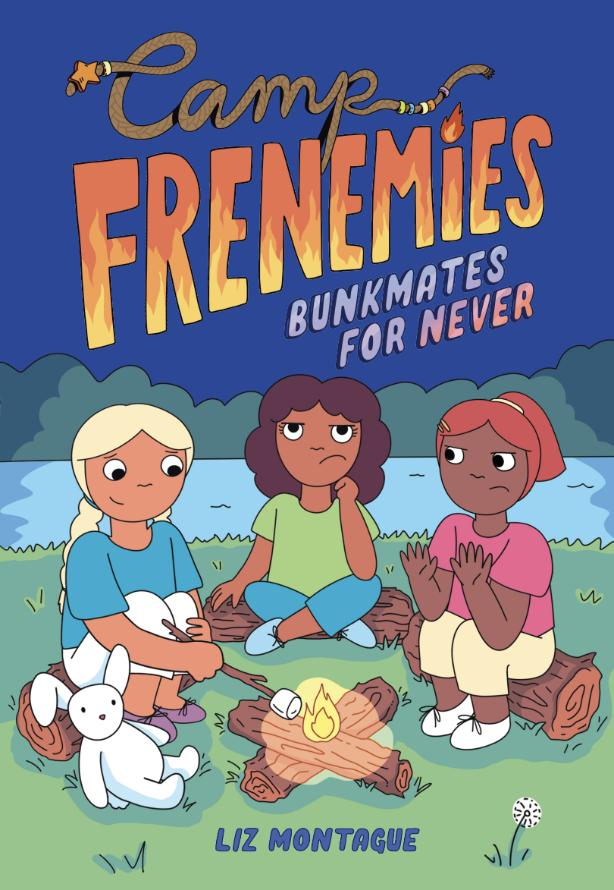 Camp
FRENEMIES
BUNKMATES
FOR NEVER
LIZ MONTAGUE